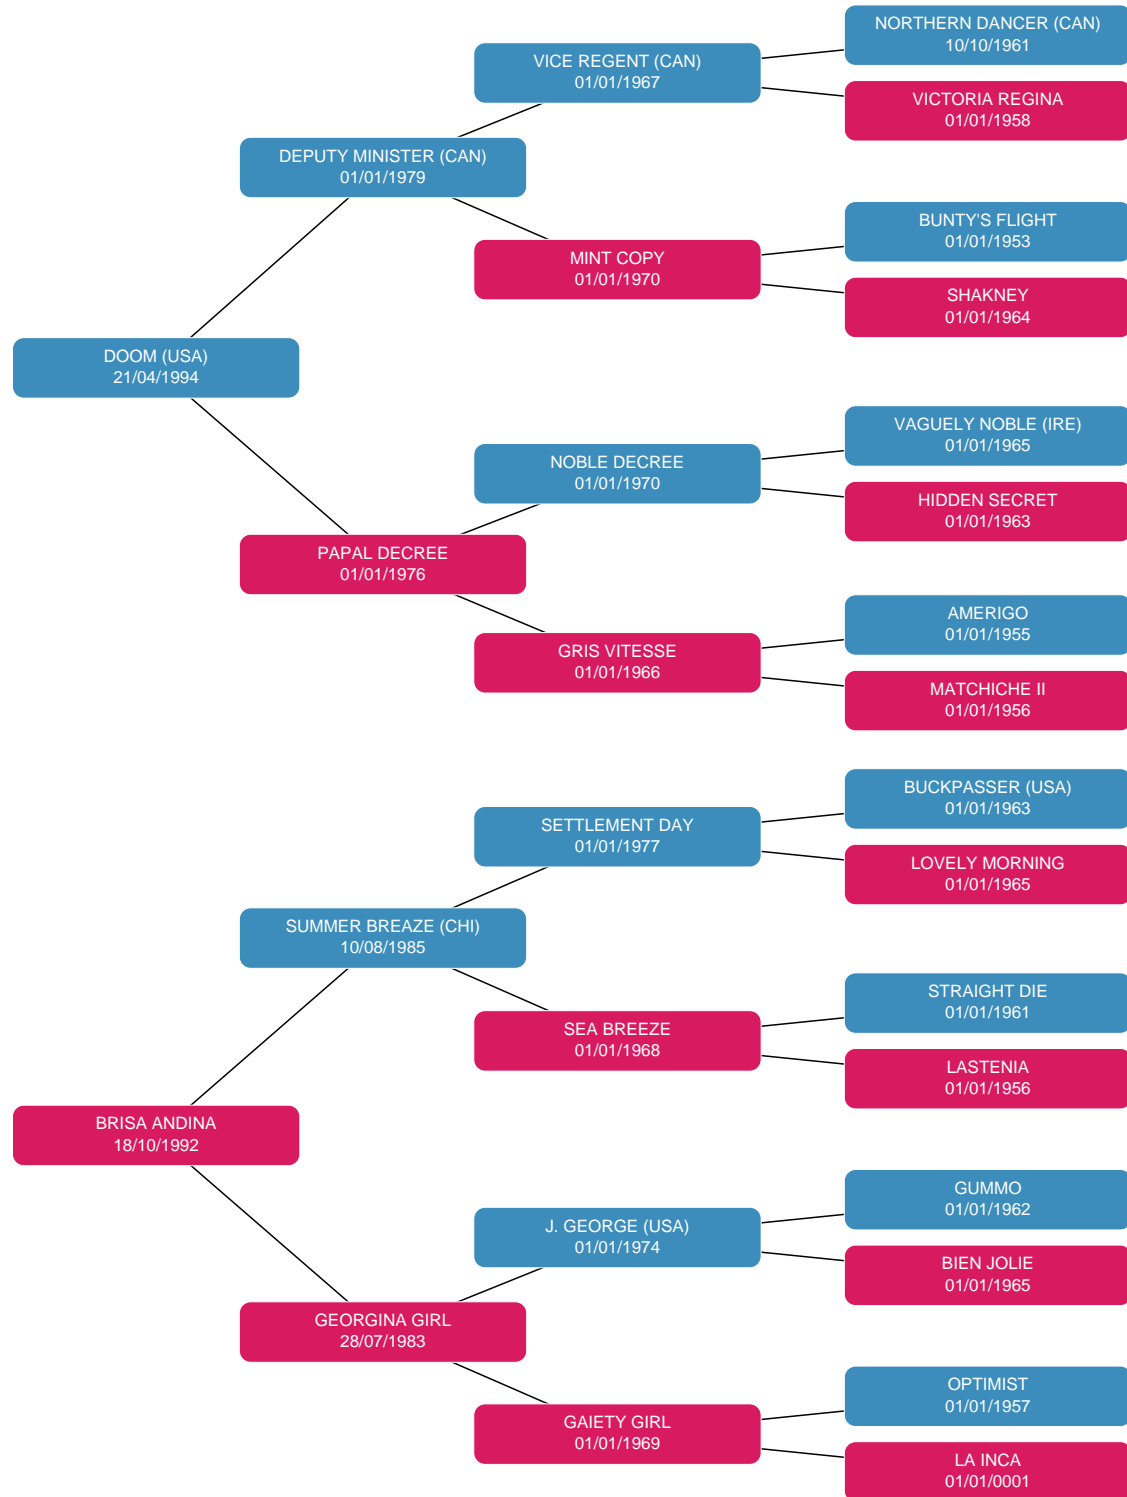 NORTHERN DANCER (CAN)
10/10/1961
VICE REGENT (CAN)
01/01/1967
VICTORIA REGINA
01/01/1958
DEPUTY MINISTER (CAN)
01/01/1979
BUNTY'S FLIGHT
01/01/1953
MINT COPY
01/01/1970
SHAKNEY
01/01/1964
DOOM (USA)
21/04/1994
VAGUELY NOBLE (IRE)
01/01/1965
NOBLE DECREE
01/01/1970
HIDDEN SECRET
01/01/1963
PAPAL DECREE
01/01/1976
AMERIGO
01/01/1955
GRIS VITESSE
01/01/1966
MATCHICHE II
01/01/1956
BUCKPASSER (USA)
01/01/1963
SETTLEMENT DAY
01/01/1977
LOVELY MORNING
01/01/1965
SUMMER BREAZE (CHI)
10/08/1985
STRAIGHT DIE
01/01/1961
SEA BREEZE
01/01/1968
LASTENIA
01/01/1956
BRISA ANDINA
18/10/1992
GUMMO
01/01/1962
J. GEORGE (USA)
01/01/1974
BIEN JOLIE
01/01/1965
GEORGINA GIRL
28/07/1983
OPTIMIST
01/01/1957
GAIETY GIRL
01/01/1969
LA INCA
01/01/0001